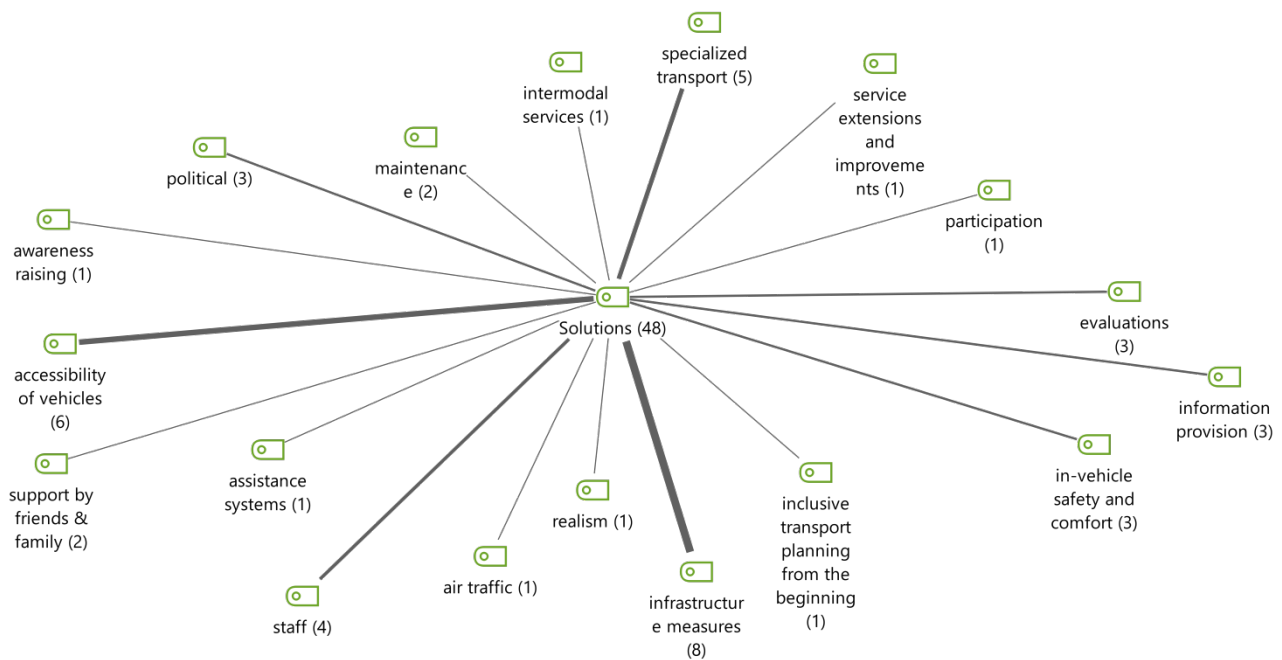 specialized
transport (5)
intermodal
services (1)
service
extensions
and
improveme
nts (1)
political (3)
maintenanc
e (2)
participation
(1)
awareness
raising (1)
Solutions (48)
evaluations
(3)
accessibility
of vehicles
(6)
information
provision (3)
support by
friends &
family (2)
assistance
systems (1)
realism (1)
inclusive
transport
planning
from the
beginning
(1)
in-vehicle
safety and
comfort (3)
staff (4)
air traffic (1)
infrastructur
e measures
(8)